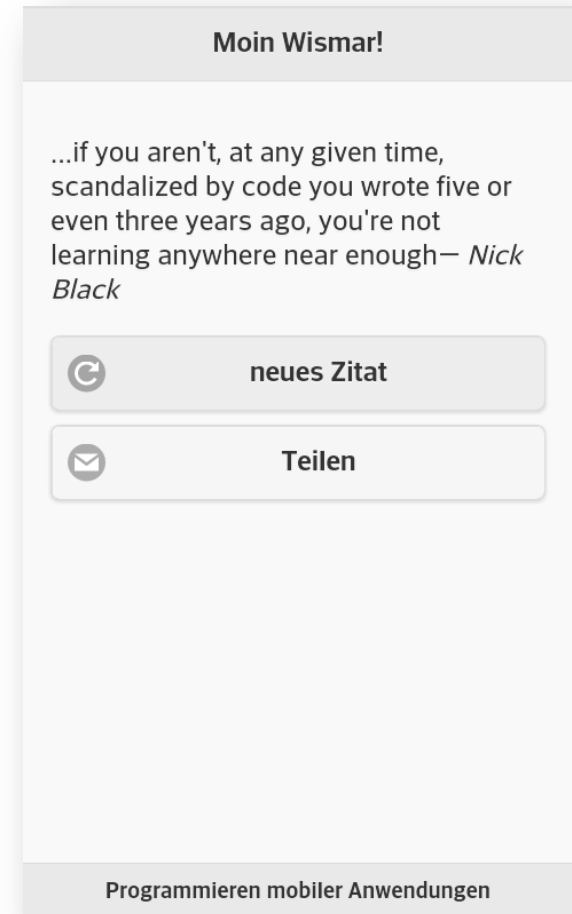 Moin Wismar!
...if you aren't, at any given time,
scandalized by code you wrote five or
even three years ago, you're not
learning anywhere near enough— Nick
Black
neues Zitat
Teilen
Programmieren mobiler Anwendungen